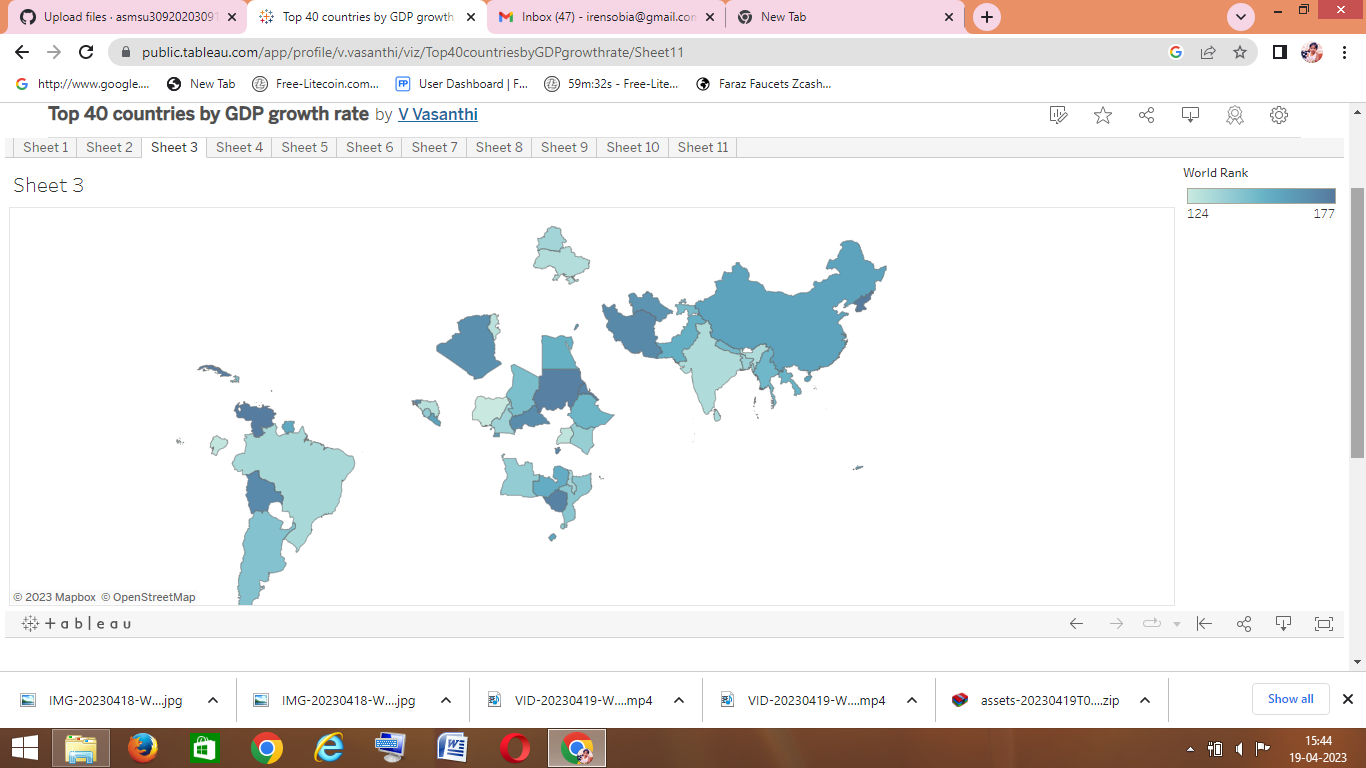 Upload files · asmsu30920203091
Top 40 countries by GDP growth
Inbox (47) - irensobia@gmail.con
New Tab
public.tableau.com/app/profile/v.vasanthi/viz/Top40countriesbyGDPgrowthrate/Sheet11
http://www.google....
New Tab
Free-Litecoin.com...
User Dashboard | F...
59m:32s - Free-Lite...
Faraz Faucets Zcash...
Top 40 countries by GDP growth rate by V Vasanthi
Sheet 1 Sheet 2 Sheet 3 Sheet 4 Sheet 5 Sheet 6 Sheet 7 Sheet 8 Sheet 9 Sheet 10 Sheet 11
Sheet 3
World Rank
124 177
© 2023 Mapbox © OpenStreetMap
+ a b l e a u
IMG-20230418-W....jpg
IMG-20230418-W....jpg
VID-20230419-W....mp4
VID-20230419-W....mp4
assets-20230419T0....zip
Show all
15:44
19-04-2023